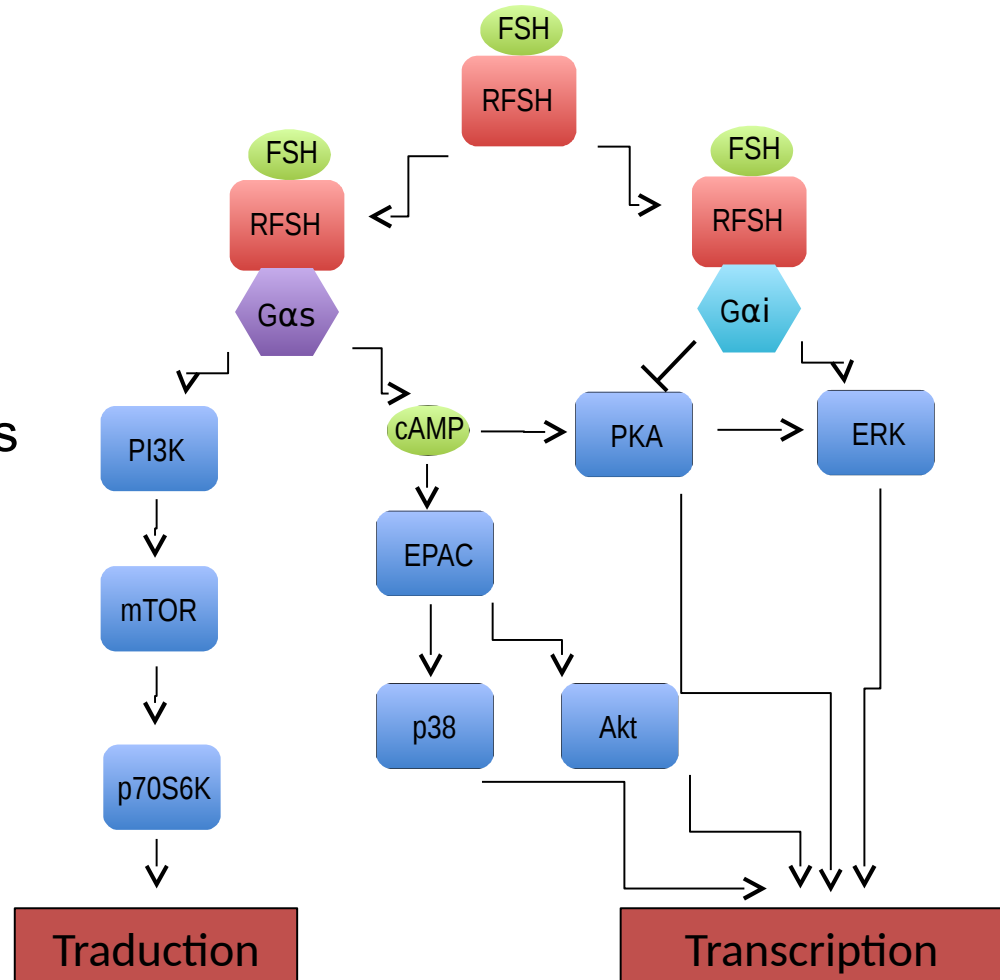 FSH
RFSH
FSH
RFSH
Gαs
FSH
RFSH
Gαi
s
PI3K
cAMP
PKA
ERK
EPAC
mTOR
p38
Akt
p70S6K
Traduction
Transcription